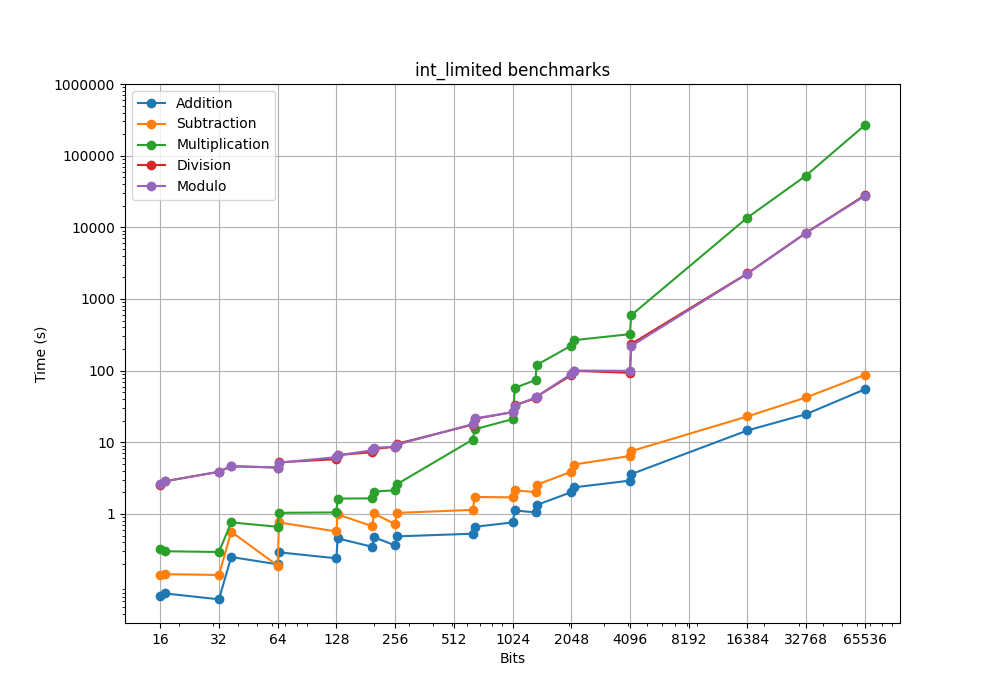 int_limited benchmarks
Addition
Subtraction
Multiplication
Division
Modulo
1000000
100000
10000
1000
100
10
1
Time (s)
16 32 64 128 256 512 1024 2048 4096 8192 16384 32768 65536
Bits